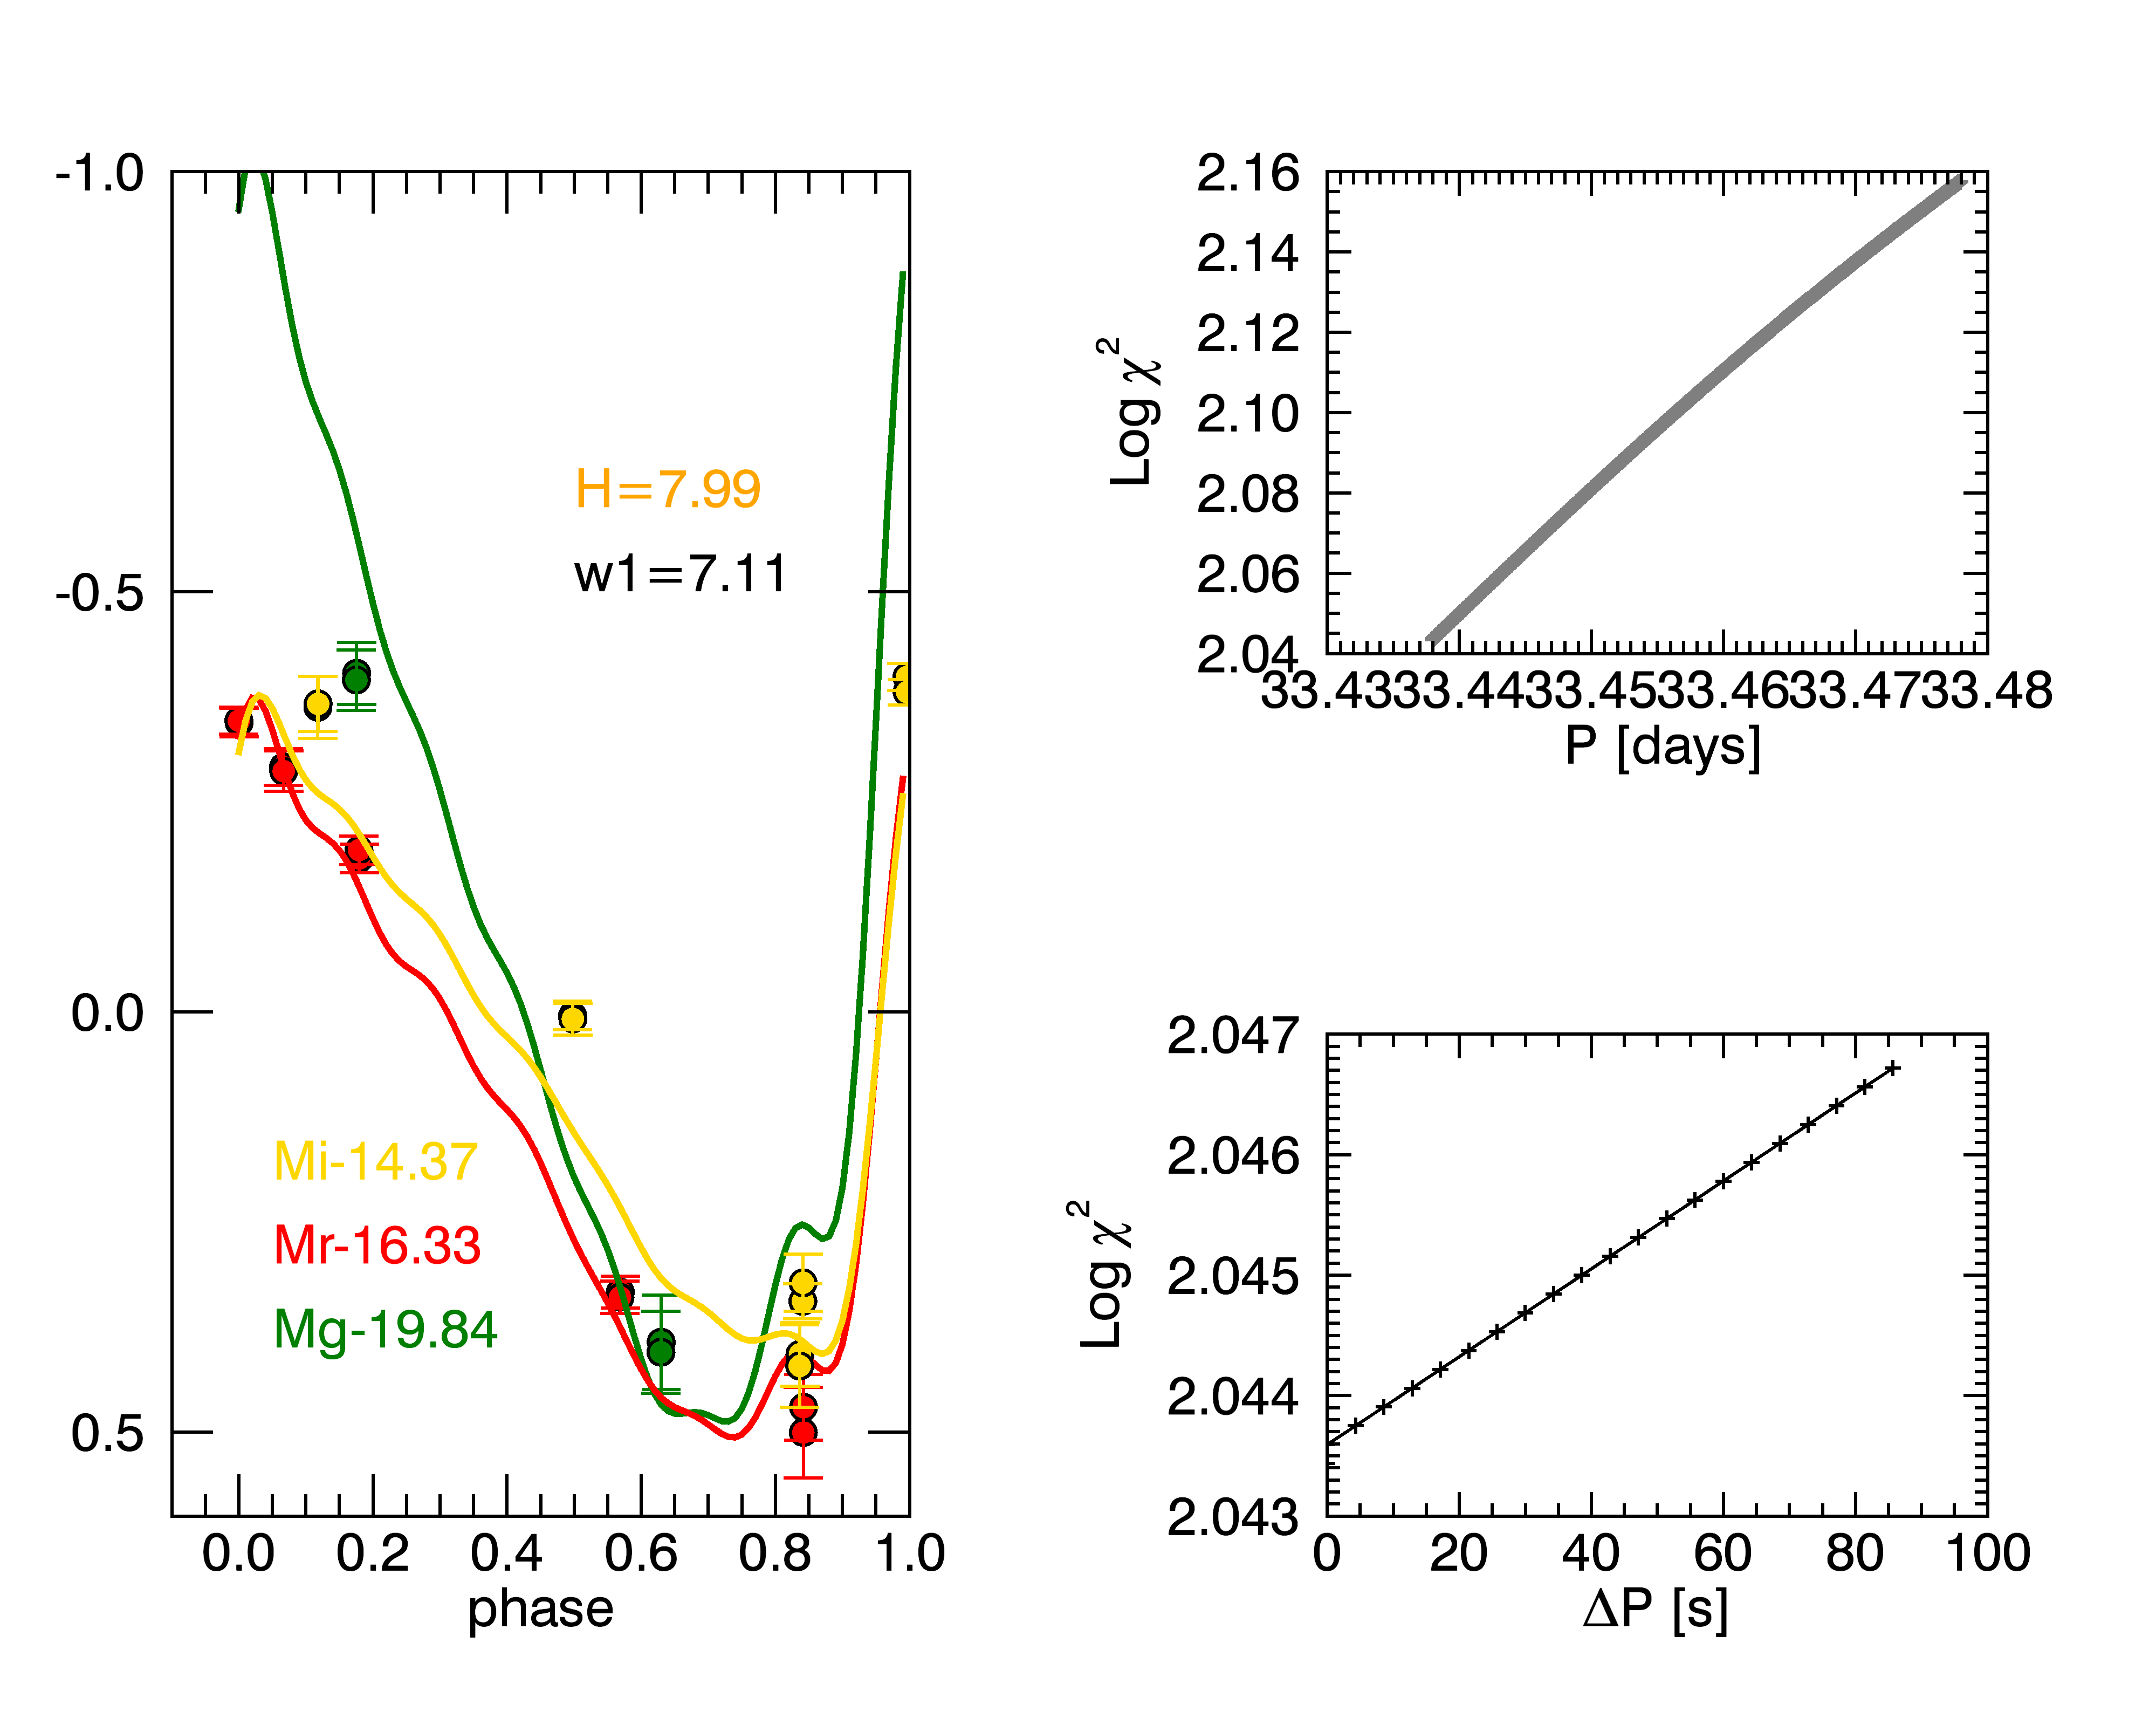 -1.0
-0.5
0.0
0.5
H=7.99
w1=7.11
Mi-14.37
Mr-16.33
Mg-19.84
0.0 0.2 0.4 0.6 0.8 1.0
phase
2.16
2.14
2.12
2.10
2.08
2.06
2.04
Log χ²
33.4333.4433.4533.4633.4733.48
P [days]
2.047
2.046
2.045
2.044
2.043
Log χ²
0 20 40 60 80 100
ΔP [s]